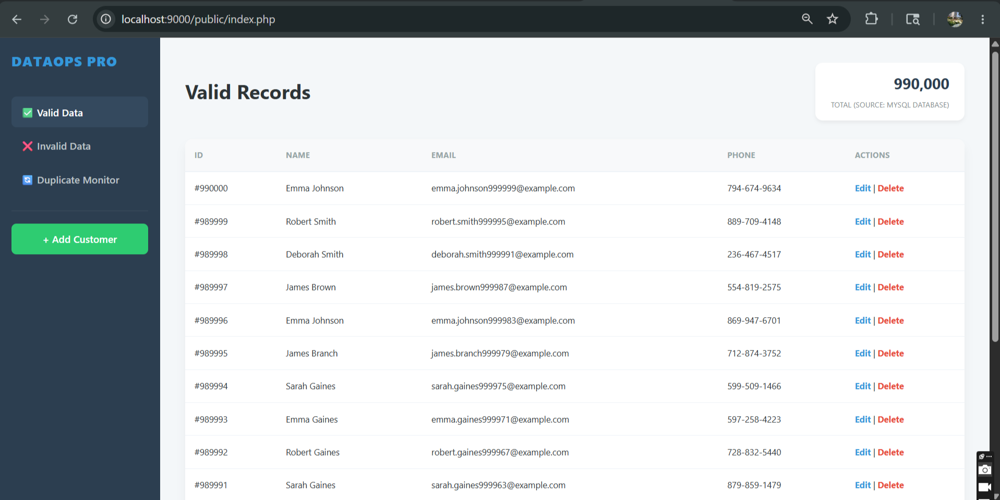 localhost:9000/public/index.php
DATAOPS PRO
Valid Data
Invalid Data
Duplicate Monitor
+ Add Customer
Valid Records
990,000
TOTAL (SOURCE: MYSQL DATABASE)
ID NAME EMAIL PHONE ACTIONS
#990000 Emma Johnson emma.johnson999999@example.com 794-674-9634 Edit | Delete
#989999 Robert Smith robert.smith999995@example.com 889-709-4148 Edit | Delete
#989998 Deborah Smith deborah.smith999991@example.com 236-467-4517 Edit | Delete
#989997 James Brown james.brown999987@example.com 554-819-2575 Edit | Delete
#989996 Emma Johnson emma.johnson999983@example.com 869-947-6701 Edit | Delete
#989995 James Branch james.branch999979@example.com 712-874-3752 Edit | Delete
#989994 Sarah Gaines sarah.gaines999975@example.com 599-509-1466 Edit | Delete
#989993 Emma Gaines emma.gaines999971@example.com 597-258-4223 Edit | Delete
#989992 Robert Gaines robert.gaines999967@example.com 728-832-5440 Edit | Delete
#989991 Sarah Gaines sarah.gaines999963@example.com 879-859-1479 Edit | Delete